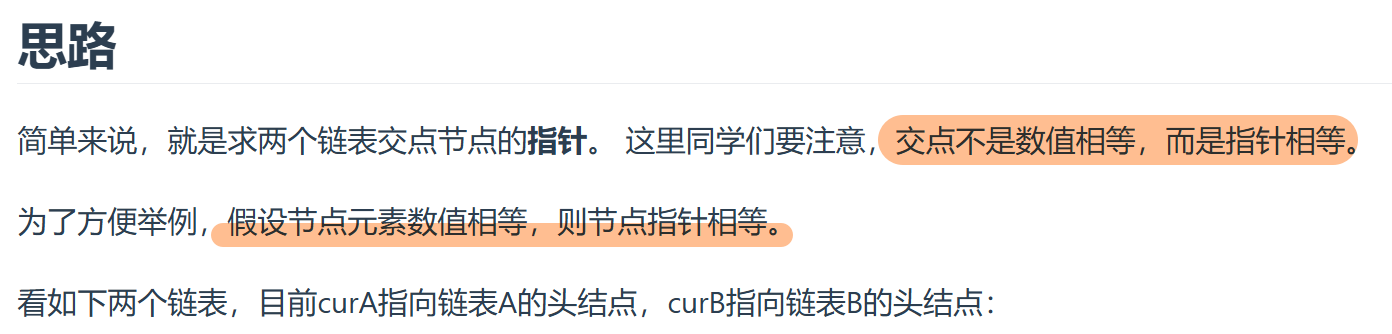 思路
简单来说，就是求两个链表交点节点的指针。 这里同学们要注意，交点不是数值相等，而是指针相等。
为了方便举例，假设节点元素数值相等，则节点指针相等。
看如下两个链表，目前curA指向链表A的头结点，curB指向链表B的头结点：